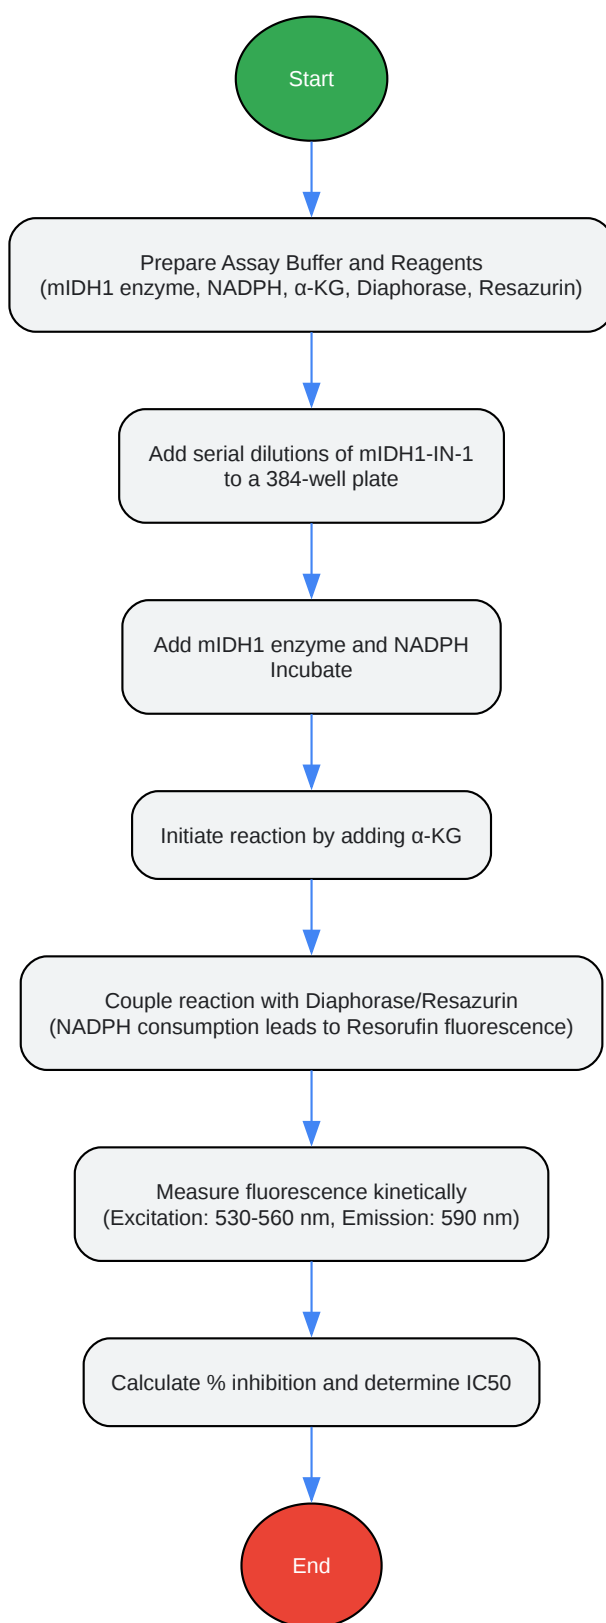 Start
Prepare Assay Buffer and Reagents
(mIDH1 enzyme, NADPH, α-KG, Diaphorase, Resazurin)
Add serial dilutions of mIDH1-IN-1
to a 384-well plate
Add mIDH1 enzyme and NADPH
Incubate
Initiate reaction by adding α-KG
Couple reaction with Diaphorase/Resazurin
(NADPH consumption leads to Resorufin fluorescence)
Measure fluorescence kinetically
(Excitation: 530-560 nm, Emission: 590 nm)
Calculate % inhibition and determine IC50
End